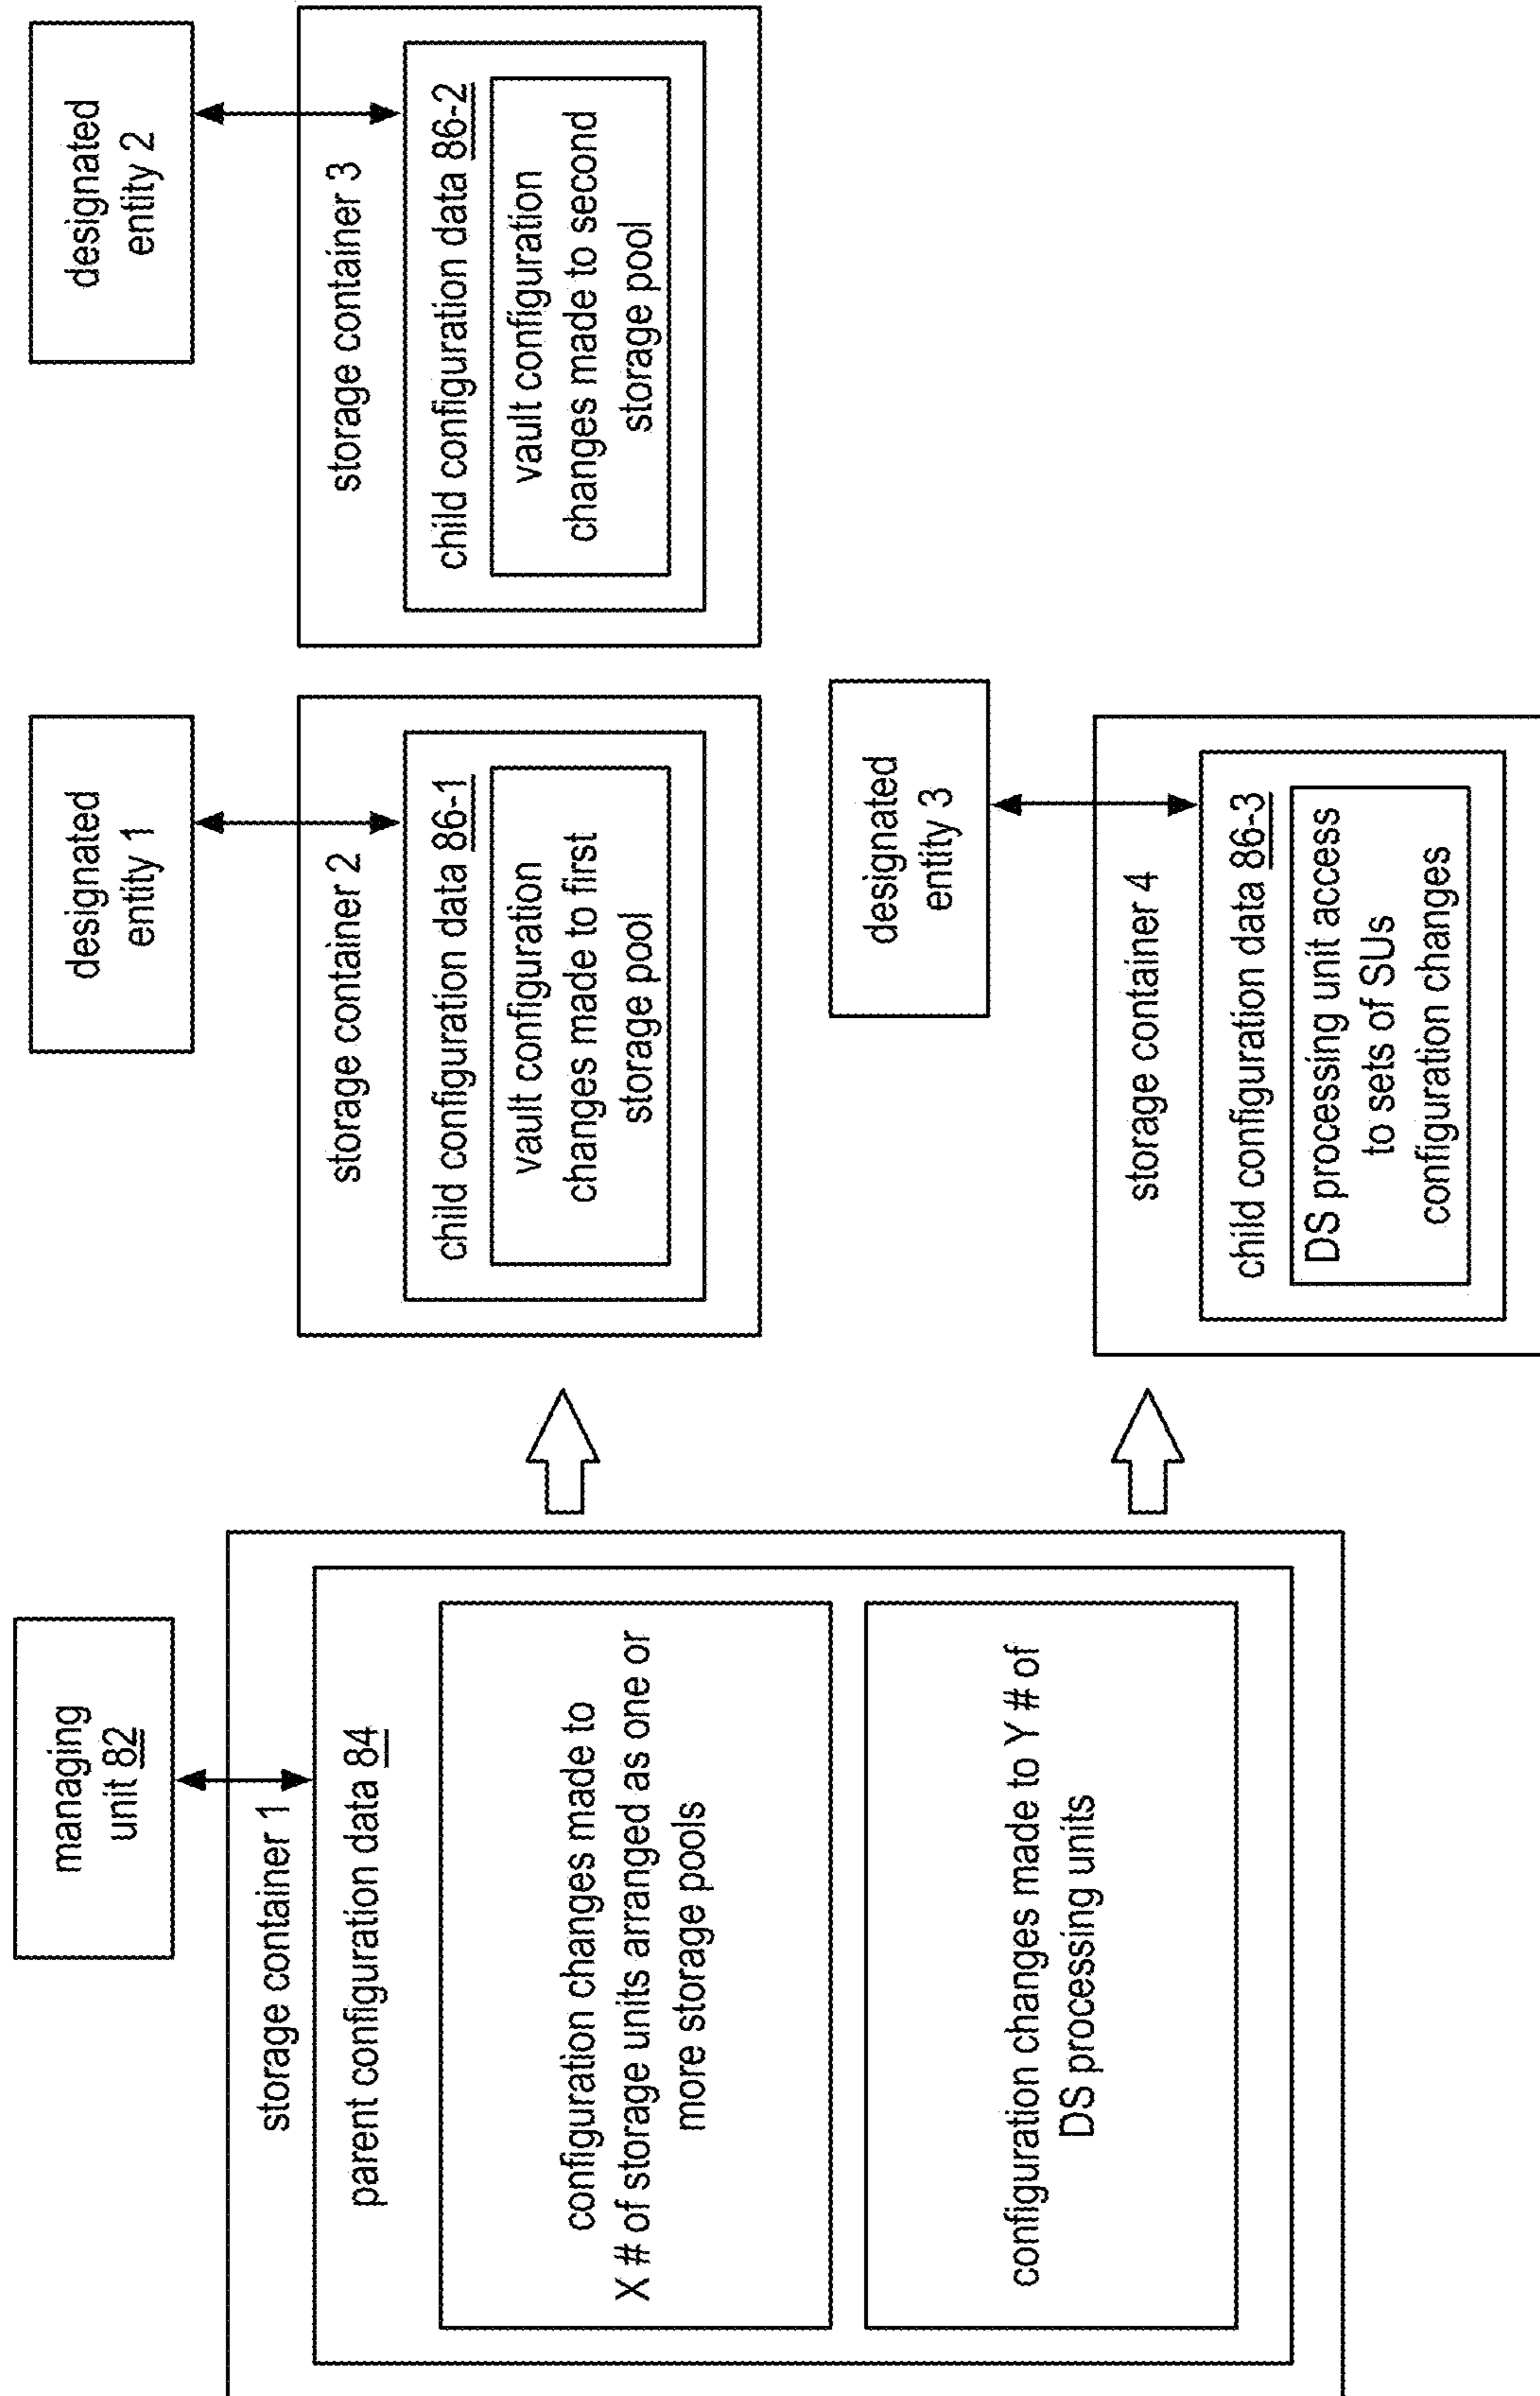 managing
unit 82
storage container 1
parent configuration data 84
configuration changes made to
X # of storage units arranged as one or
more storage pools
configuration changes made to Y # of
DS processing units
designated
entity 1
storage container 2
child configuration data 86-1
vault configuration
changes made to first
storage pool
designated
entity 2
storage container 3
child configuration data 86-2
vault configuration
changes made to second
storage pool
designated
entity 3
storage container 4
child configuration data 86-3
DS processing unit access
to sets of SUs
configuration changes